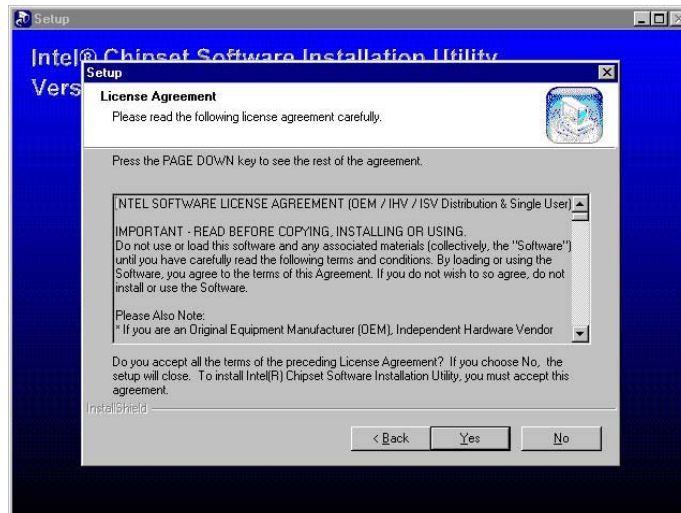 Setup
Intel® Chipset Software Installation Utility
Vers
Setup
License Agreement
Please read the following license agreement carefully.
Press the PAGE DOWN key to see the rest of the agreement.
INTEL SOFTWARE LICENSE AGREEMENT (OEM / IHV / ISV Distribution & Single User)
IMPORTANT - READ BEFORE COPYING, INSTALLING OR USING.
Do not use or load this software and any associated materials (collectively, the "Software")
until you have carefully read the following terms and conditions. By loading or using the
Software, you agree to the terms of this Agreement. If you do not wish to so agree, do not
install or use the Software.
Please Also Note:
* If you are an Original Equipment Manufacturer (OEM), Independent Hardware Vendor
Do you accept all the terms of the preceding License Agreement? If you choose No, the
setup will close. To install Intel(R) Chipset Software Installation Utility, you must accept this
agreement.
InstallShield
< Back Yes No